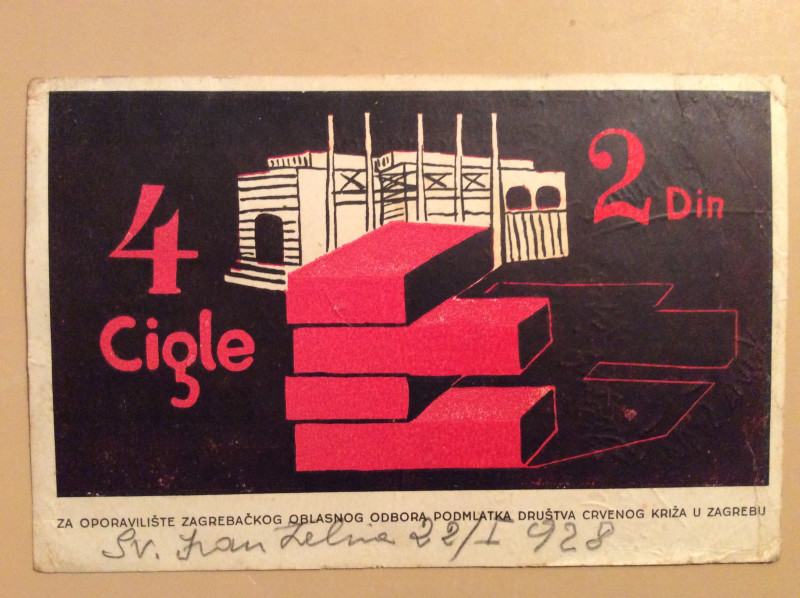 4
Cigle
2 Din
ZA OPORAVILIŠTE ZAGREBAČKOG OBLASNOG ODBORA PODMLATKA DRUŠTVA CRVENOG KRIŽA U ZAGREBU
Sv. Ivan Zelina 22/I 928